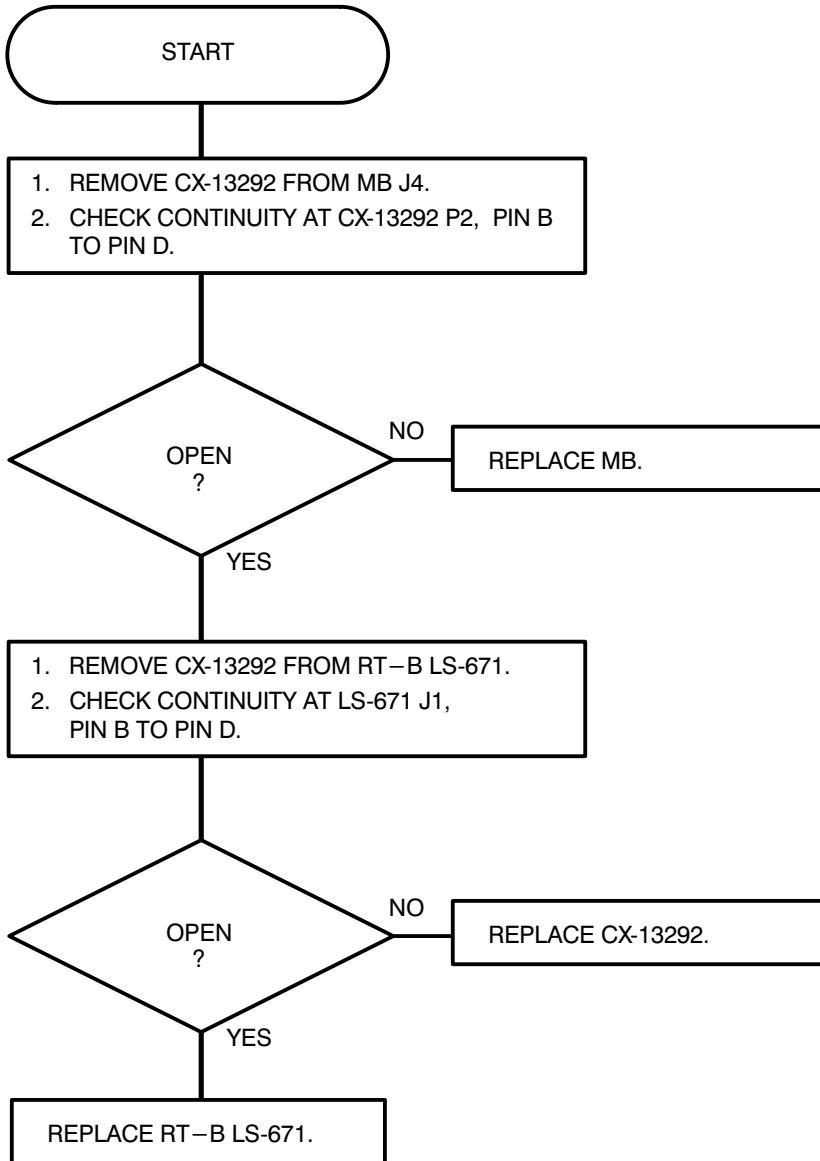 START
1. REMOVE CX-13292 FROM MB J4.
2. CHECK CONTINUITY AT CX-13292 P2, PIN B
TO PIN D.
OPEN
?
NO
REPLACE MB.
YES
1. REMOVE CX-13292 FROM RT−B LS-671.
2. CHECK CONTINUITY AT LS-671 J1,
PIN B TO PIN D.
OPEN
?
NO
REPLACE CX-13292.
YES
REPLACE RT−B LS-671.